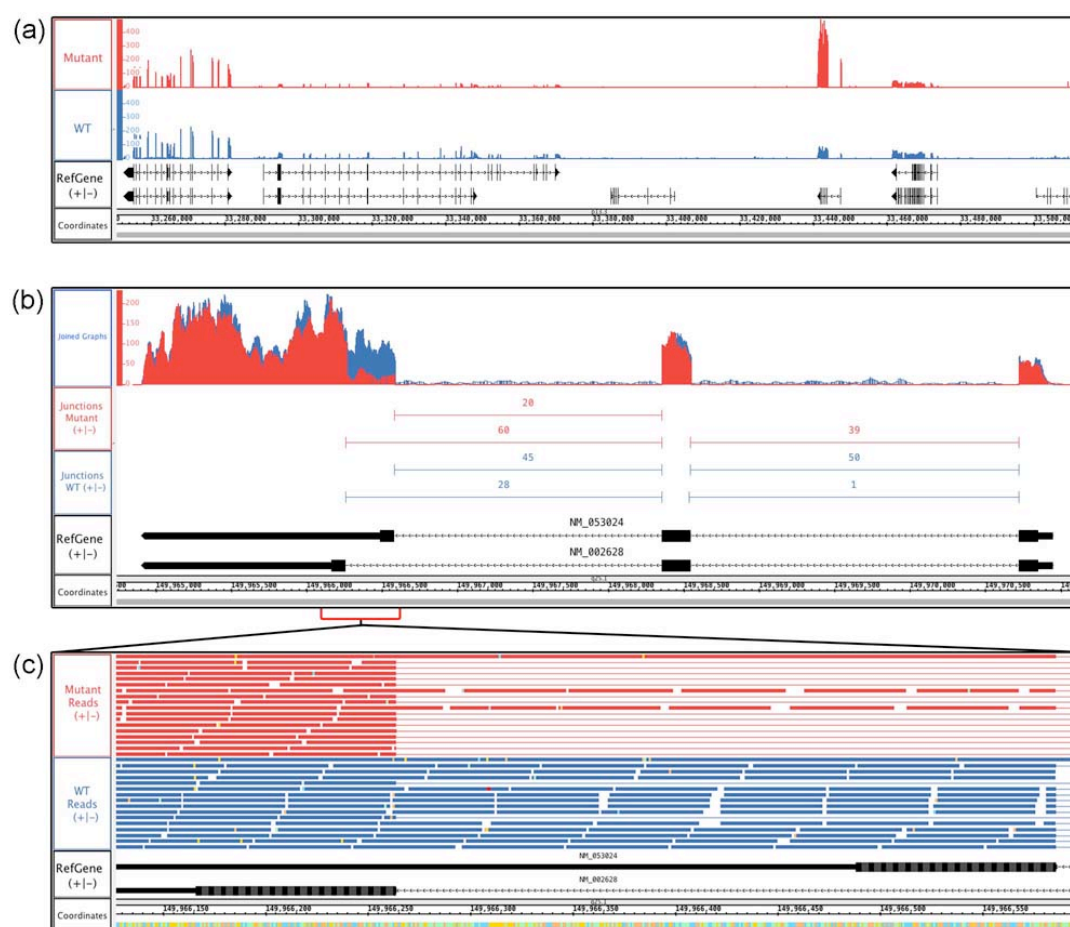 (a)
Mutant
400
300
200
100
0
WT
400
300
200
100
0
RefGene
(+|-)
Coordinates
33,260,000 33,280,000 33,300,000 33,320,000 33,340,000 33,360,000 33,380,000 33,400,000 33,420,000 33,440,000 33,460,000 33,480,000 33,500,
(b)
Joined Graphs
200
150
100
50
0
Junctions
Mutant
(+|-)
20
60 39
Junctions
WT (+|-)
45 50
28 1
RefGene
(+|-)
NM_053024
NM_002628
q25.1
Coordinates
00 149,965,000 149,965,500 149,966,000 149,966,500 149,967,000 149,967,500 149,968,000 149,968,500 149,969,000 149,969,500 149,970,000 149,970,500
(c)
Mutant
Reads
(+|-)
WT
Reads
(+|-)
RefGene
(+|-)
NM_053024
NM_002628
Coordinates
149,966,150 149,966,200 149,966,250 149,966,300 149,966,350 149,966,400 149,966,450 149,966,500 149,966,550